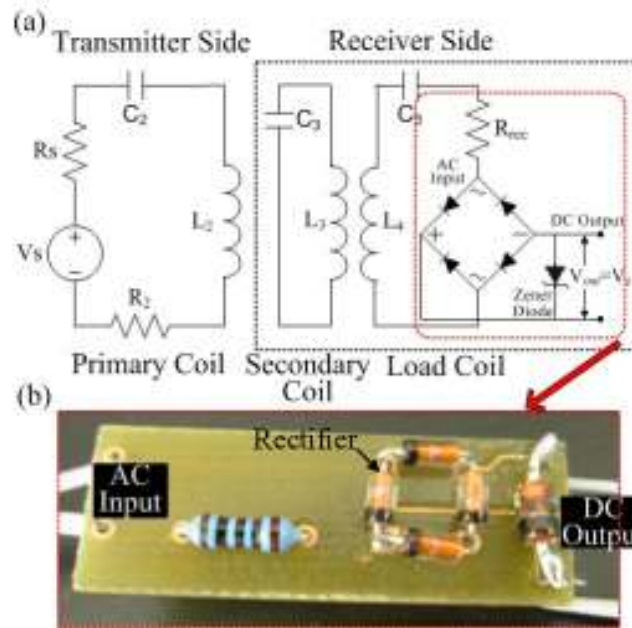 (a)
Transmitter Side
Receiver Side
C₂
C₃
Rs
Rrec
AC
Input
DC Output
Vs
L₂
L₃
L₄
+
−
R₂
Zener
Diode
Primary Coil
Secondary
Coil
Load Coil
(b)
Rectifier
AC
Input
DC
Output